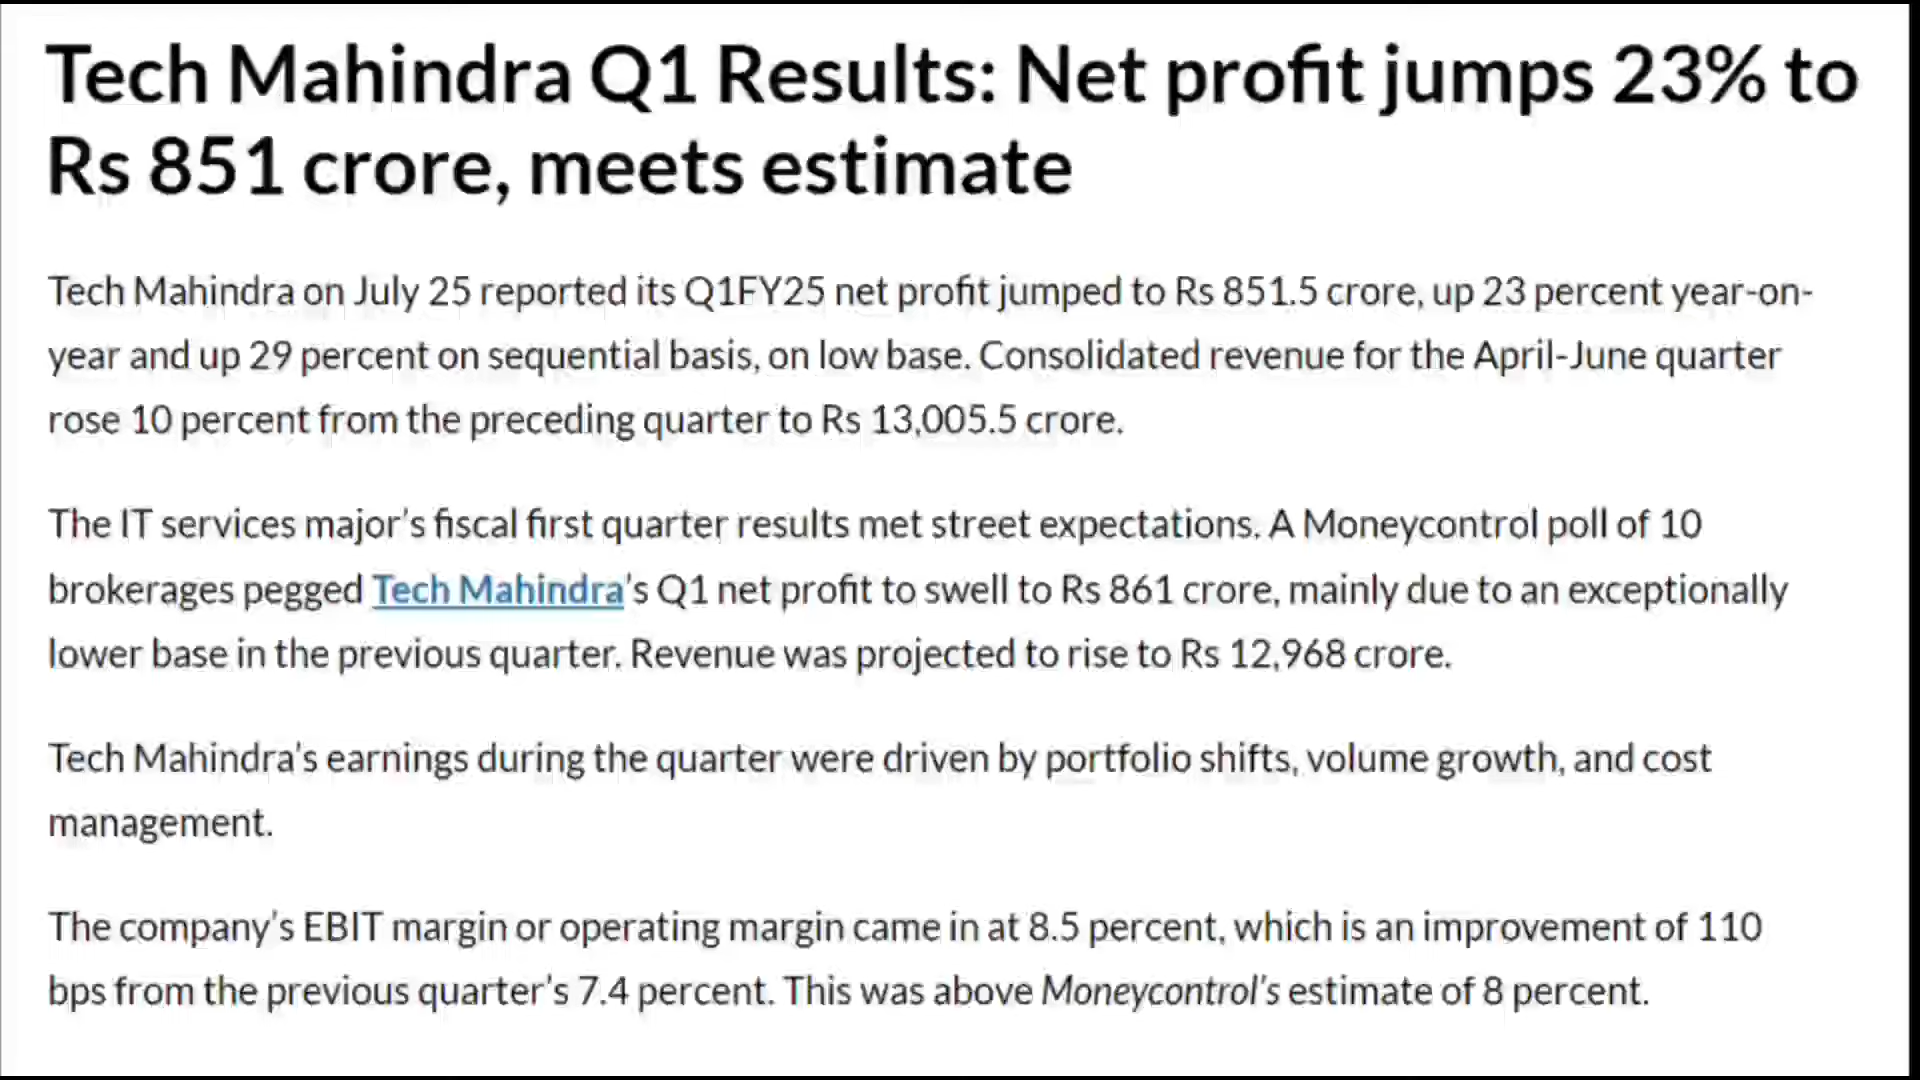 Tech Mahindra Q1 Results: Net profit jumps 23% to
Rs 851 crore, meets estimate
Tech Mahindra on July 25 reported its Q1FY25 net profit jumped to Rs 851.5 crore, up 23 percent year-on-
year and up 29 percent on sequential basis, on low base. Consolidated revenue for the April-June quarter
rose 10 percent from the preceding quarter to Rs 13,005.5 crore.
The IT services major's fiscal first quarter results met street expectations. A Moneycontrol poll of 10
brokerages pegged Tech Mahindra's Q1 net profit to swell to Rs 861 crore, mainly due to an exceptionally
lower base in the previous quarter. Revenue was projected to rise to Rs 12,968 crore.
Tech Mahindra's earnings during the quarter were driven by portfolio shifts, volume growth, and cost
management.
The company's EBIT margin or operating margin came in at 8.5 percent, which is an improvement of 110
bps from the previous quarter's 7.4 percent. This was above Moneycontrol's estimate of 8 percent.